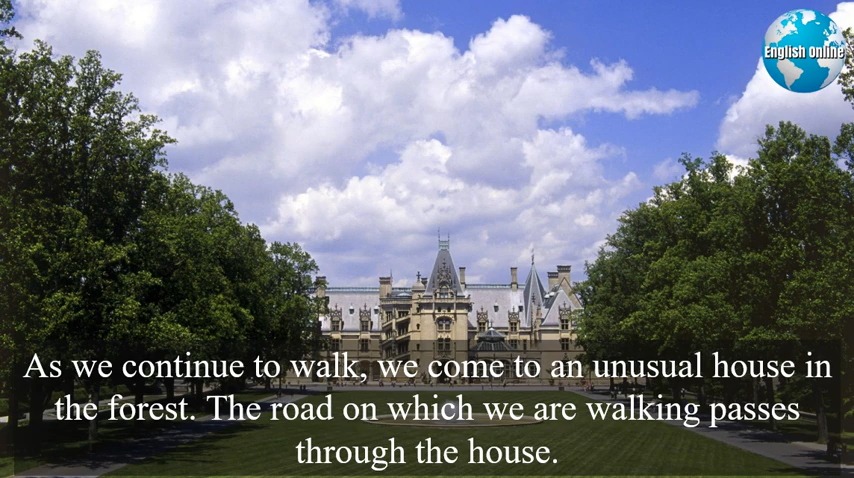 English Online
As we continue to walk, we come to an unusual house in
the forest. The road on which we are walking passes
through the house.